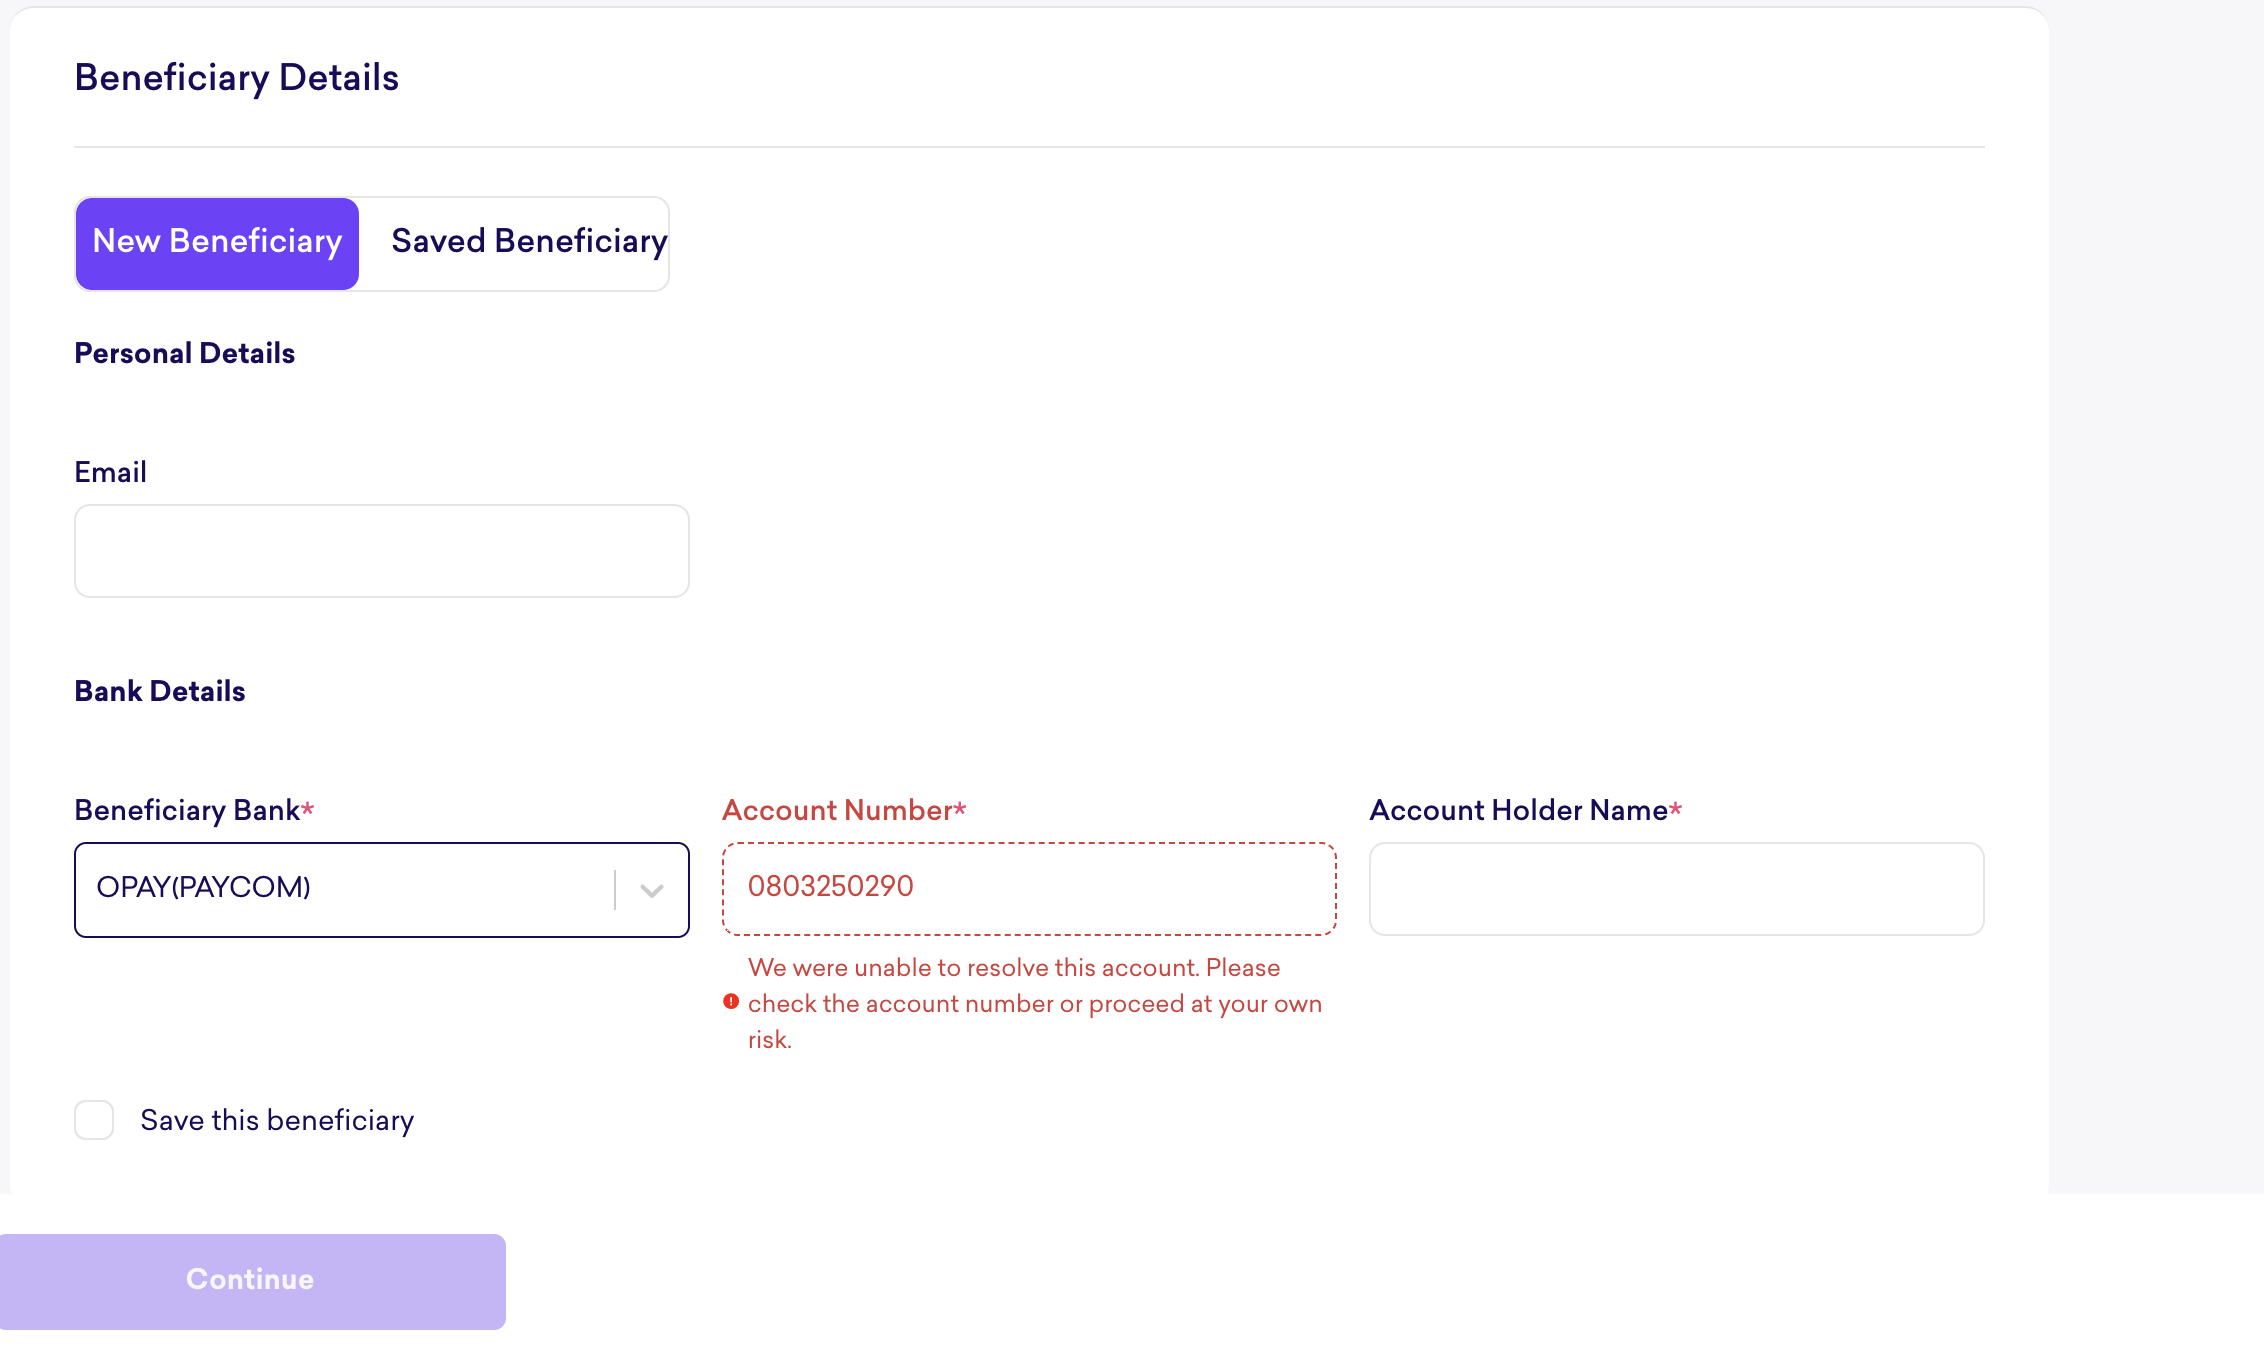 Beneficiary Details
New Beneficiary
Saved Beneficiary
Personal Details
Email
Bank Details
Beneficiary Bank*
Account Number*
Account Holder Name*
OPAY(PAYCOM)
0803250290
We were unable to resolve this account. Please
check the account number or proceed at your own
risk.
Save this beneficiary
Continue